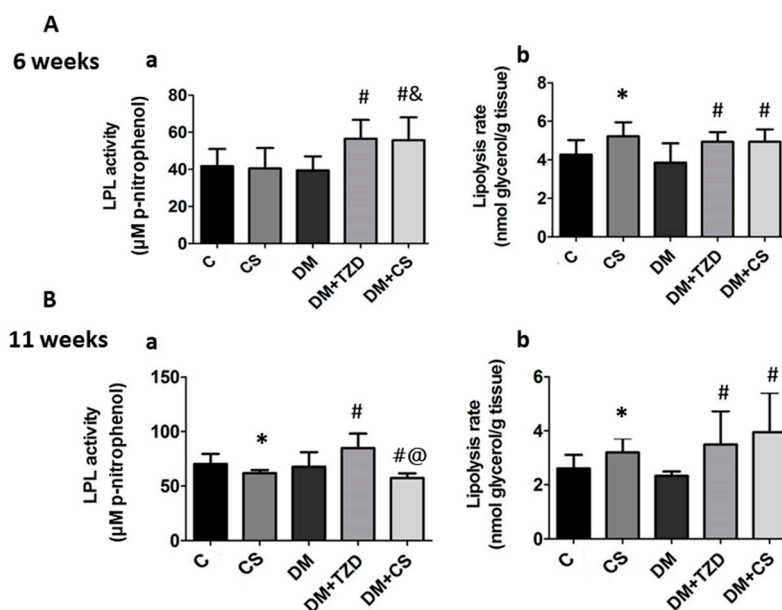 A
6 weeks
a
LPL activity
(µM p-nitrophenol)
80
60
40
20
0
#
#&
C
CS
DM
DM+TZD
DM+CS
b
Lipolysis rate
(nmol glycerol/g tissue)
8
6
4
2
0
*
#
#
C
CS
DM
DM+TZD
DM+CS
B
11 weeks
a
LPL activity
(µM p-nitrophenol)
150
100
50
0
*
#
#@
C
CS
DM
DM+TZD
DM+CS
b
Lipolysis rate
(nmol glycerol/g tissue)
6
4
2
0
*
#
#
C
CS
DM
DM+TZD
DM+CS